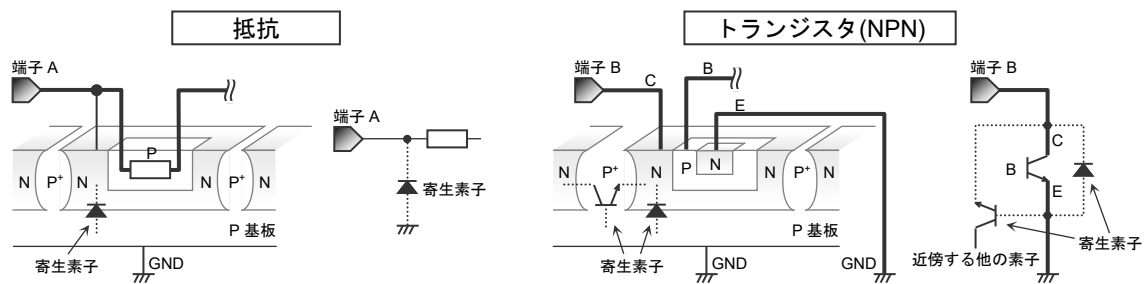 抵抗
トランジスタ(NPN)
端子 A
端子 A
P
N P+ N N P+ N
寄生素子
P 基板
寄生素子
GND
端子 B
C
B
E
N P+ N P N N P+ N
P 基板
寄生素子
GND
GND
端子 B
C
B
E
寄生素子
近傍する他の素子